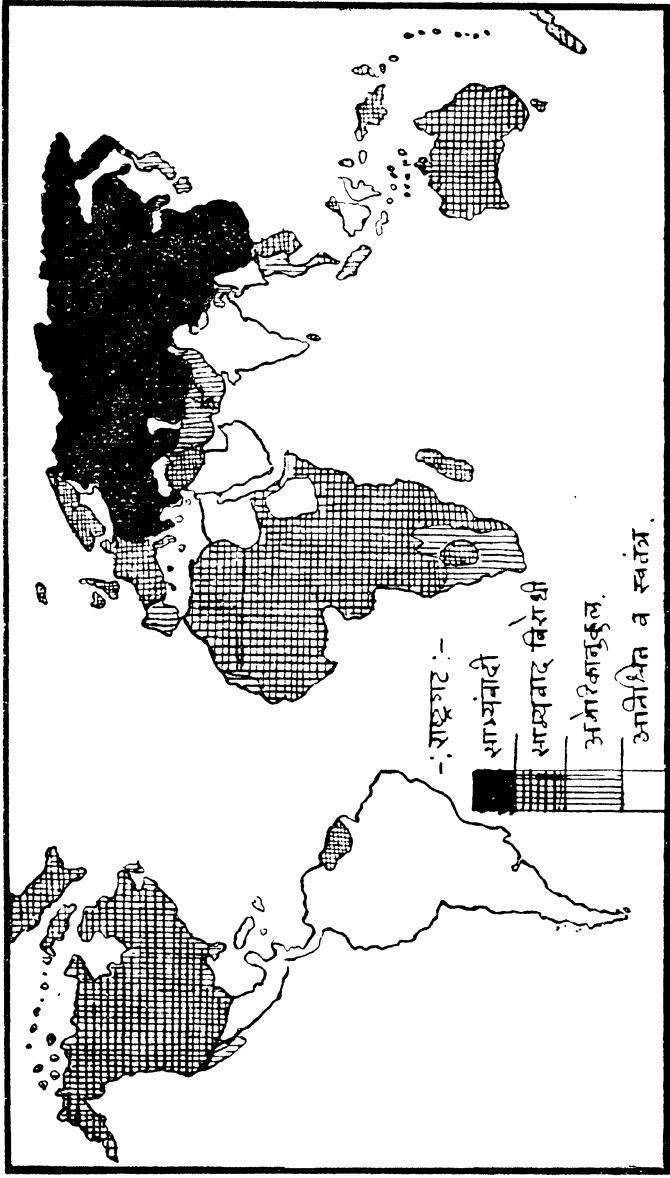 -: राष्ट्रें :-
साम्यवादी
साम्यवाद विरोधी
अमेरिकानुकुल.
अनिश्चित व स्वतंत्र.